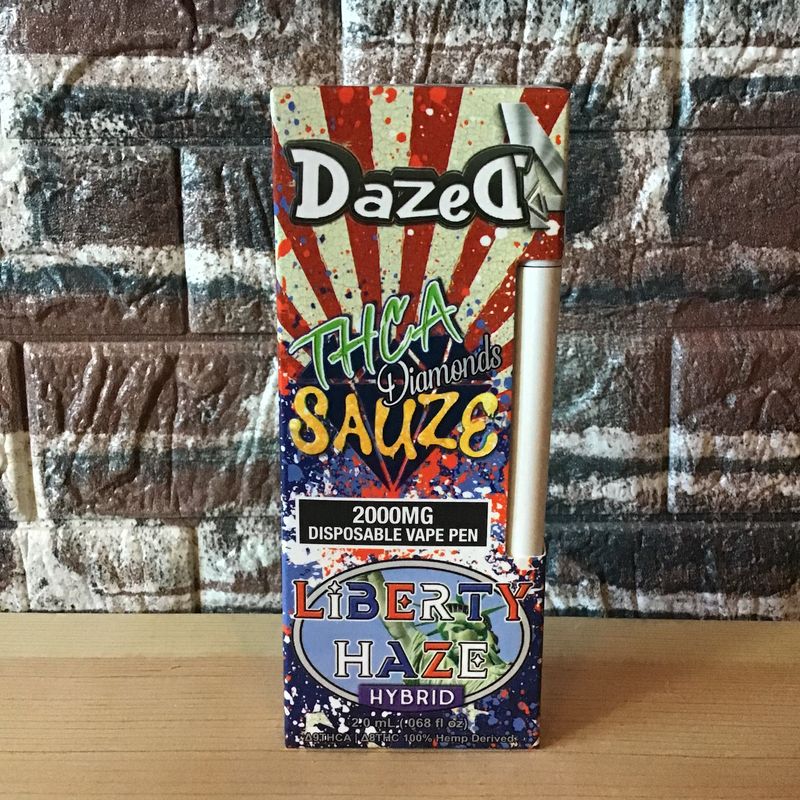 DazeD
THCA
Diamonds
SAUZE
2000MG
DISPOSABLE VAPE PEN
LiBERTY
HAZE
HYBRID
2.0 mL (.068 fl oz)
Δ9THCA | Δ8THC 100% Hemp Derived